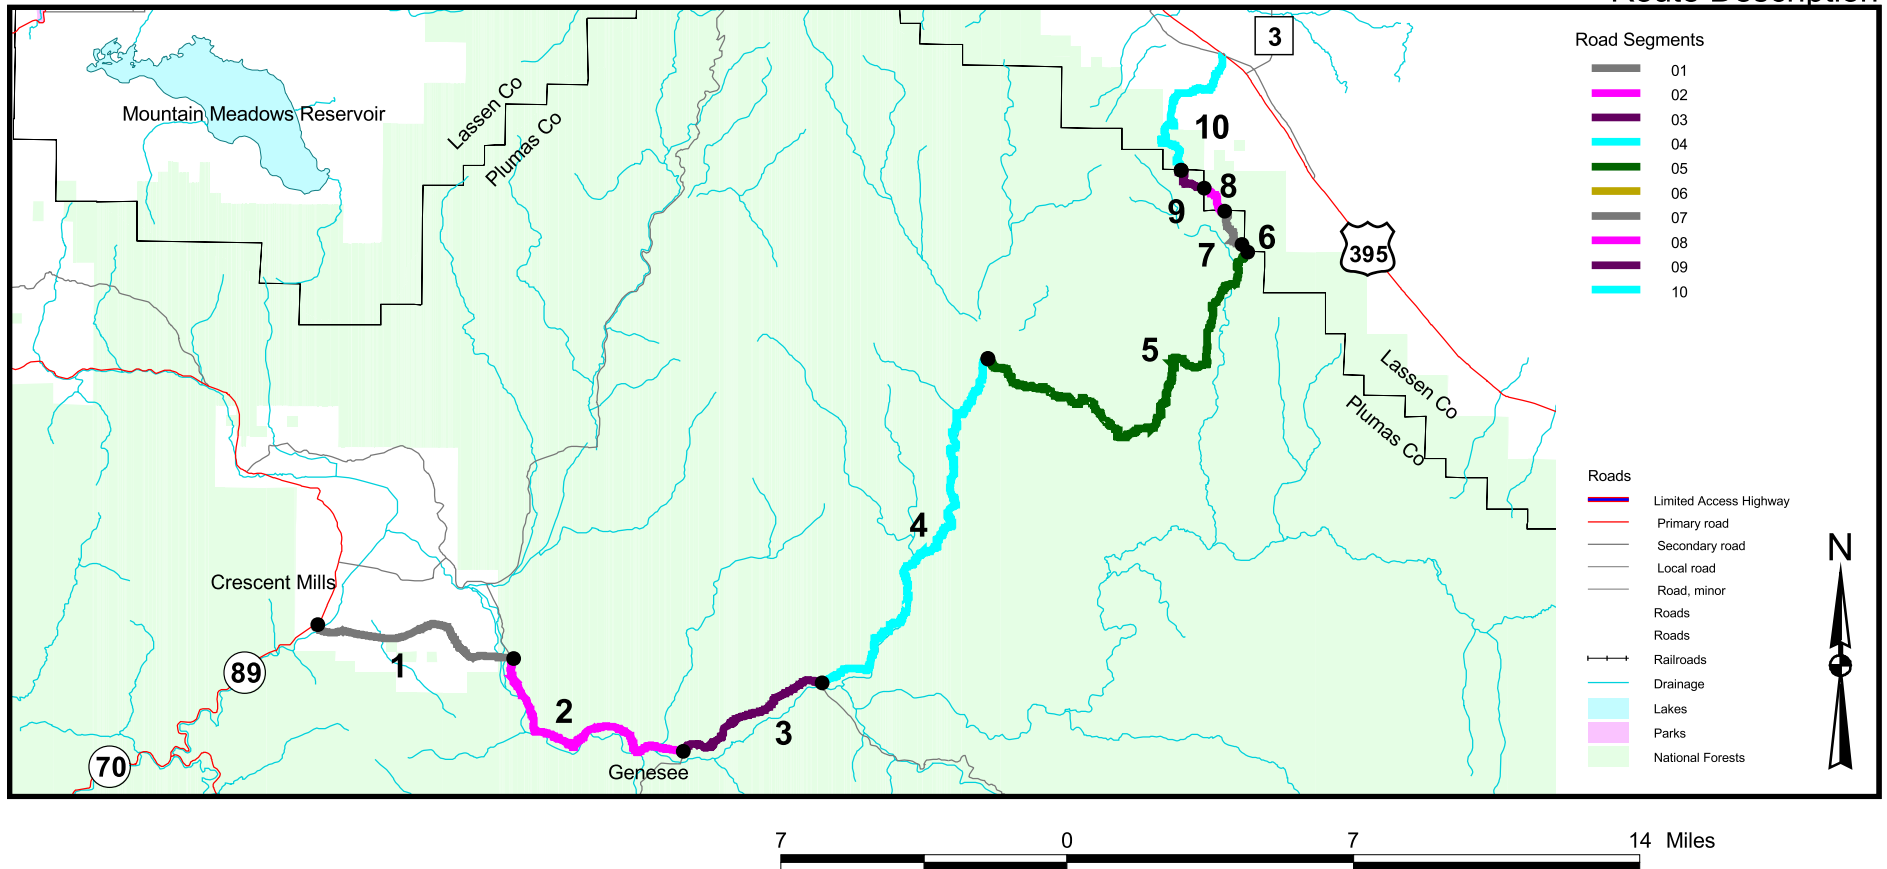 Route Description
3
Road Segments
01
02
03
04
05
06
07
08
09
10
Mountain Meadows Reservoir
Lassen Co
Plumas Co
10
8
9
6
7
395
5
Lassen Co
Plumas Co
4
Crescent Mills
1
89
2
3
70
Genesee
Roads
Limited Access Highway
Primary road
Secondary road
Local road
Road, minor
Roads
Roads
Railroads
Drainage
Lakes
Parks
National Forests
N
7 0 7 14 Miles